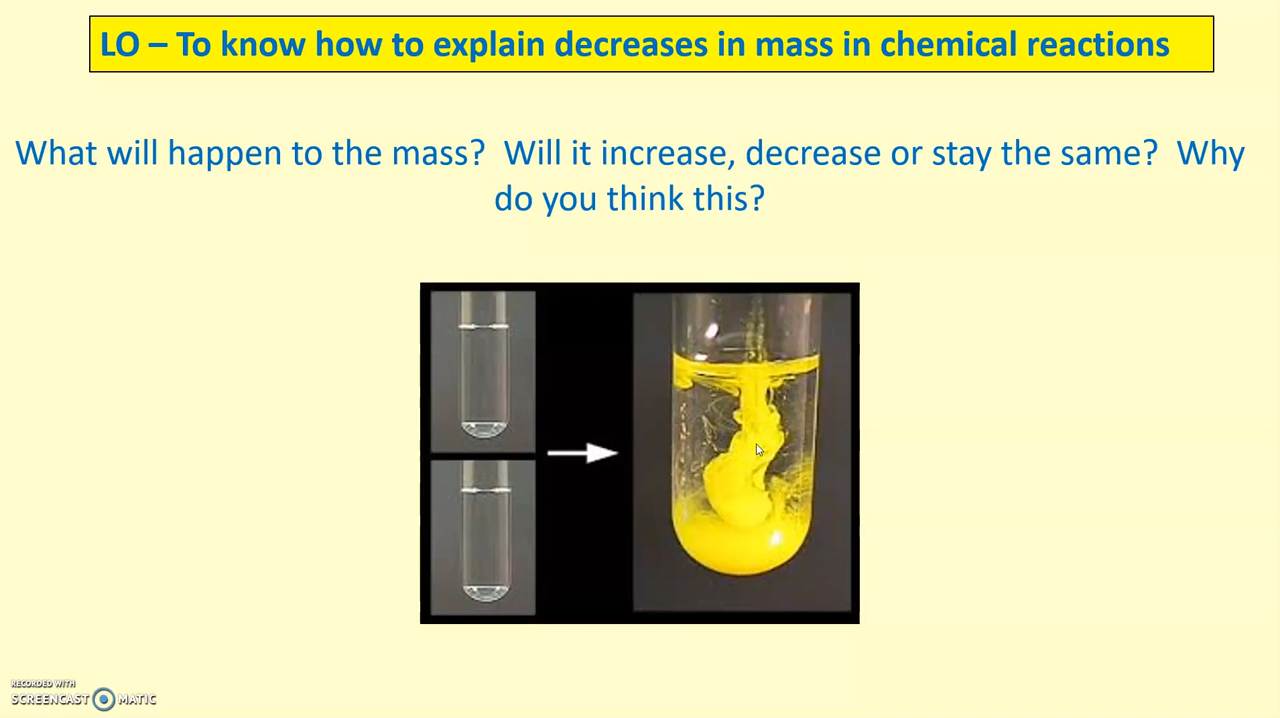 LO – To know how to explain decreases in mass in chemical reactions
What will happen to the mass?  Will it increase, decrease or stay the same?  Why
do you think this?
RECORDED WITH
SCREENCAST MATIC